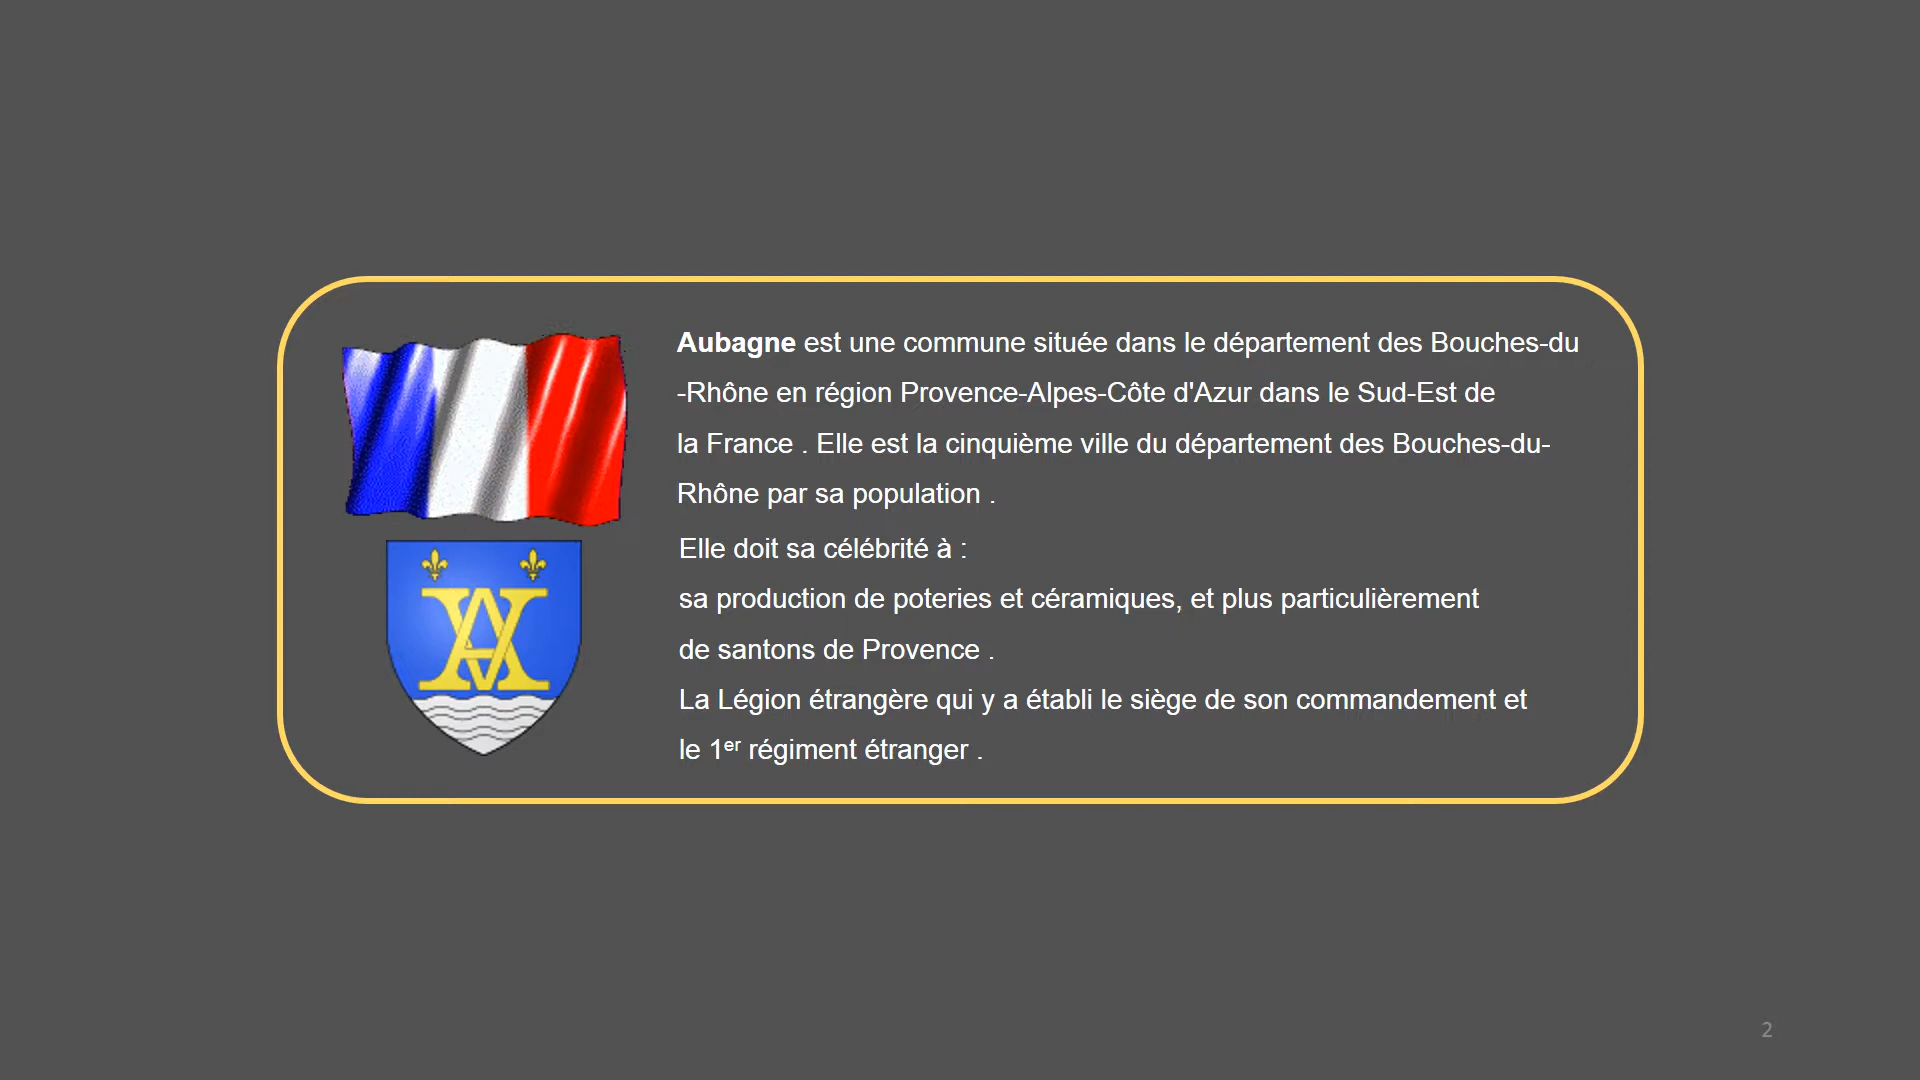 Aubagne est une commune située dans le département des Bouches-du
-Rhône en région Provence-Alpes-Côte d'Azur dans le Sud-Est de
la France . Elle est la cinquième ville du département des Bouches-du-
Rhône par sa population .
Elle doit sa célébrité à :
sa production de poteries et céramiques, et plus particulièrement
de santons de Provence .
La Légion étrangère qui y a établi le siège de son commandement et
le 1er régiment étranger .
2